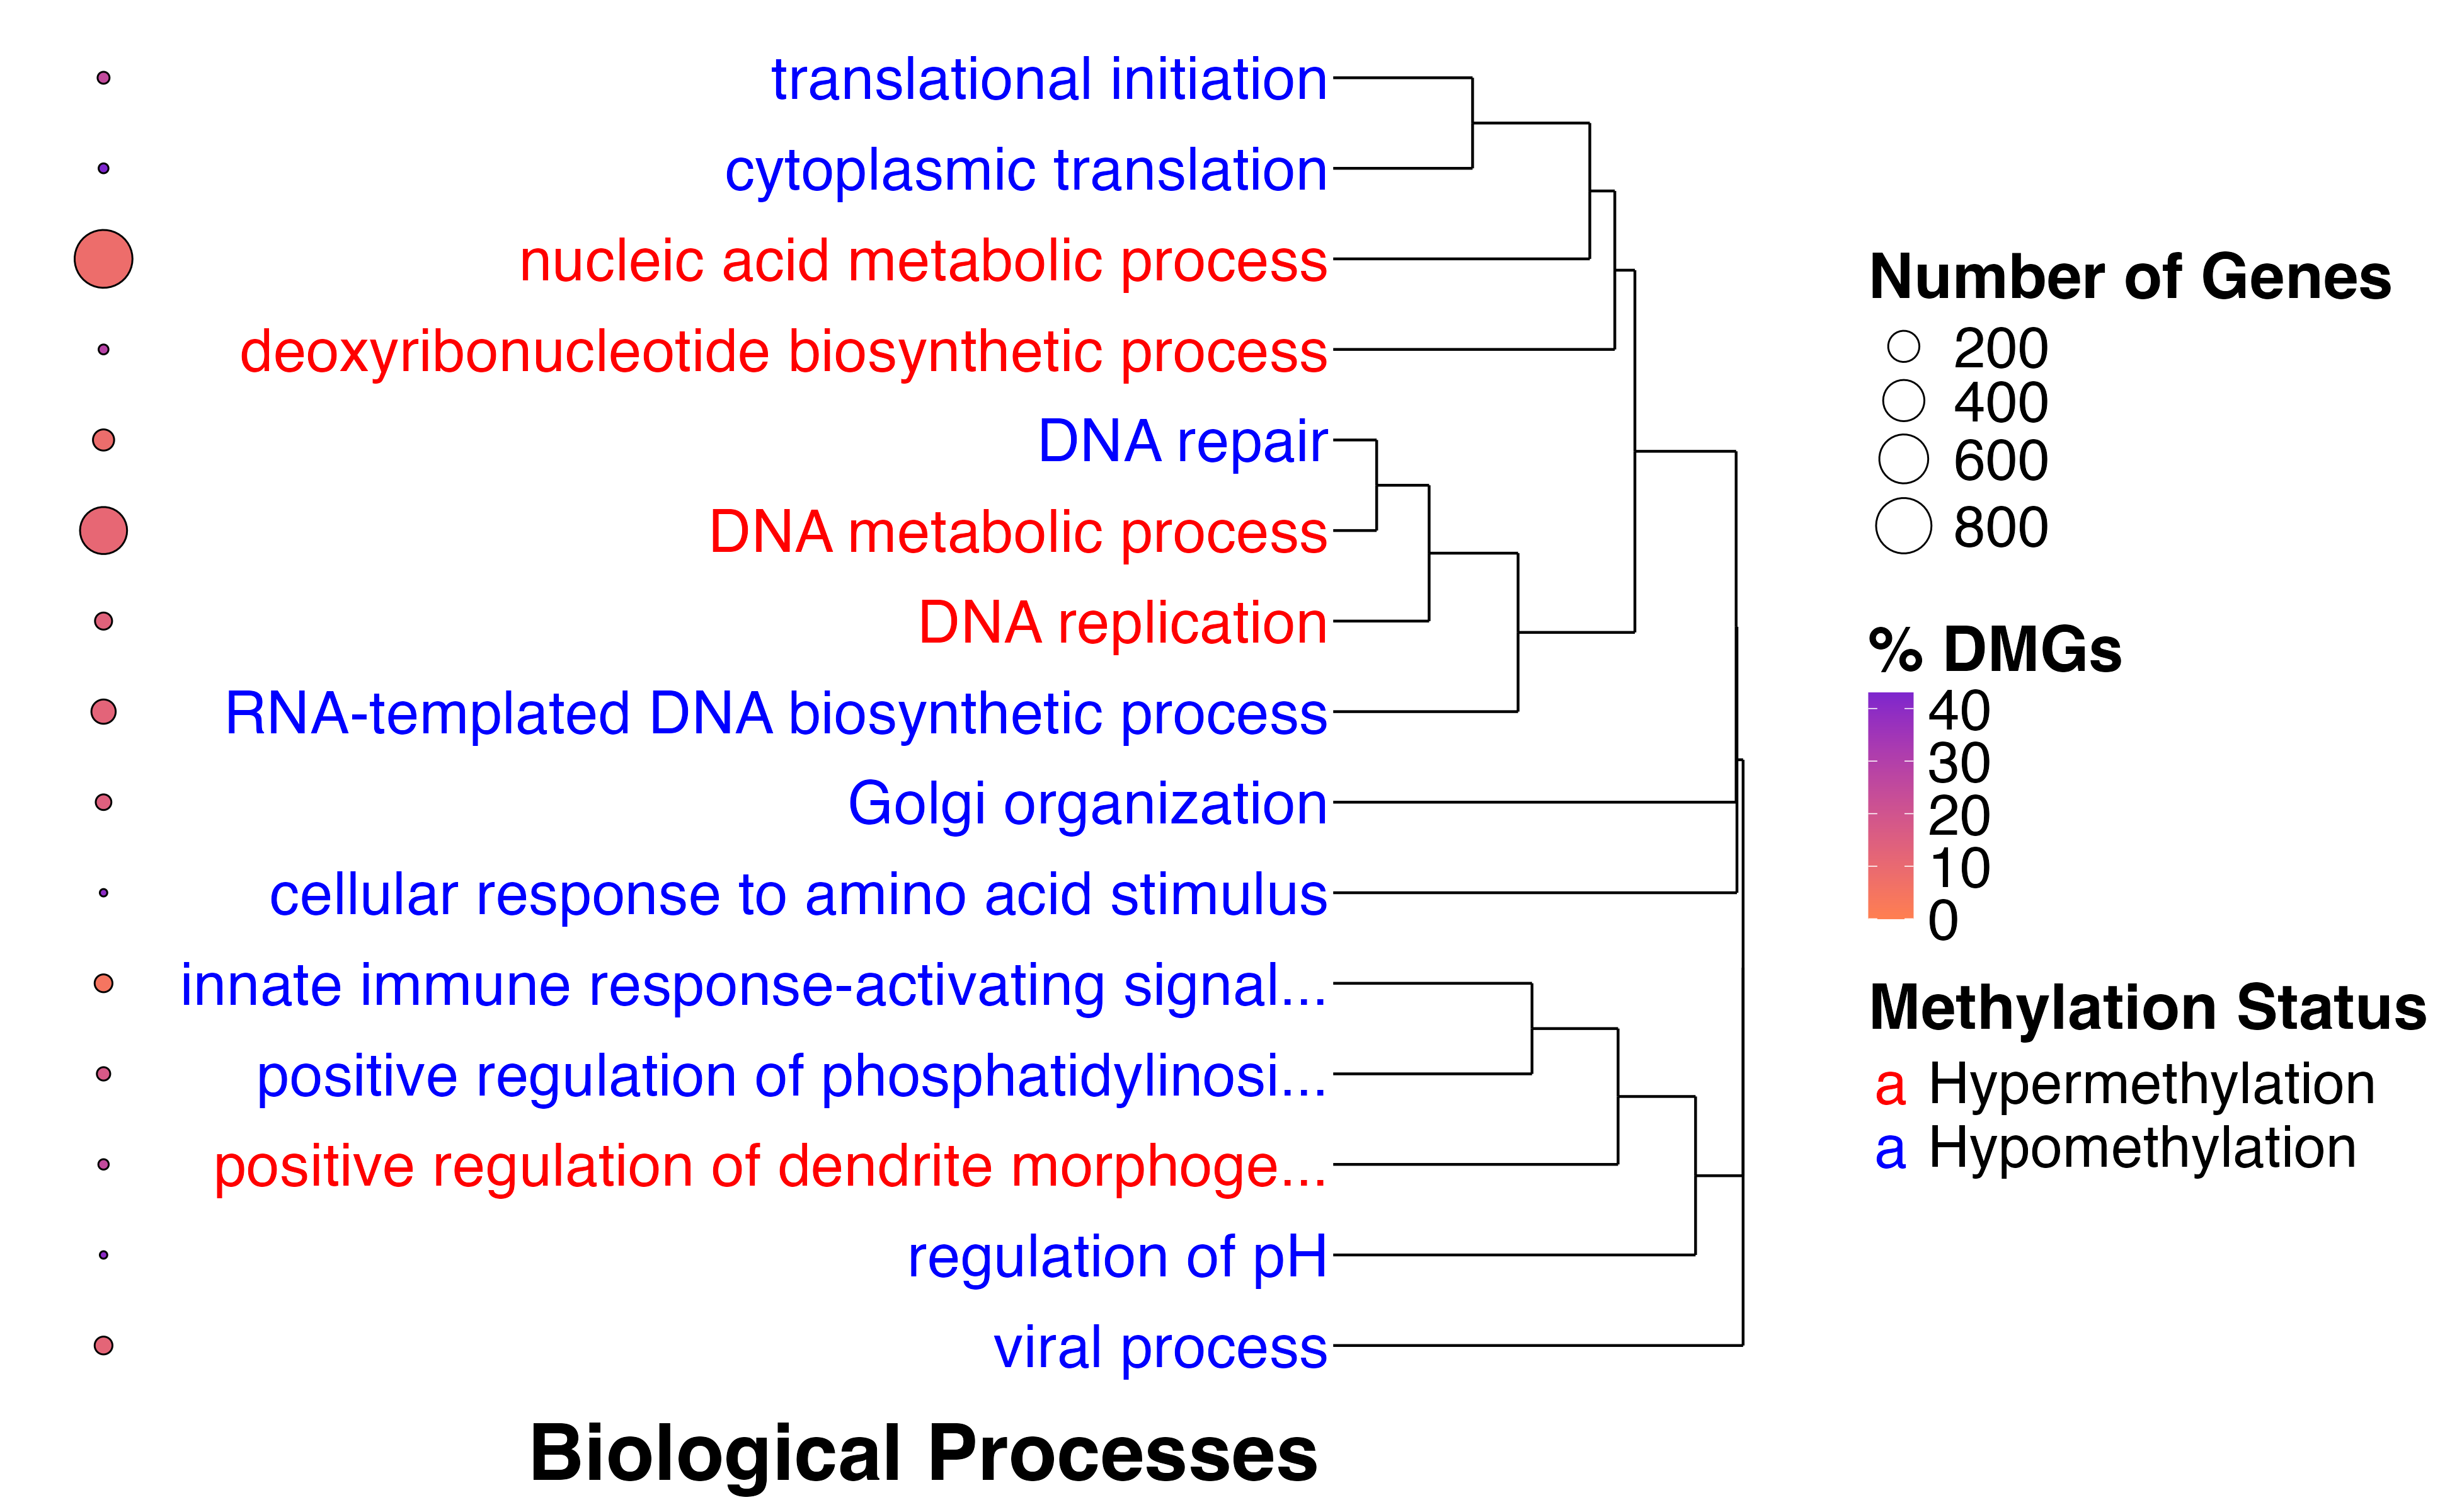 translational initiation
cytoplasmic translation
nucleic acid metabolic process
deoxyribonucleotide biosynthetic process
DNA repair
DNA metabolic process
DNA replication
RNA-templated DNA biosynthetic process
Golgi organization
cellular response to amino acid stimulus
innate immune response-activating signal...
positive regulation of phosphatidylinosi...
positive regulation of dendrite morphoge...
regulation of pH
viral process
Biological Processes
Number of Genes
200
400
600
800
% DMGs
40
30
20
10
0
Methylation Status
a Hypermethylation
a Hypomethylation